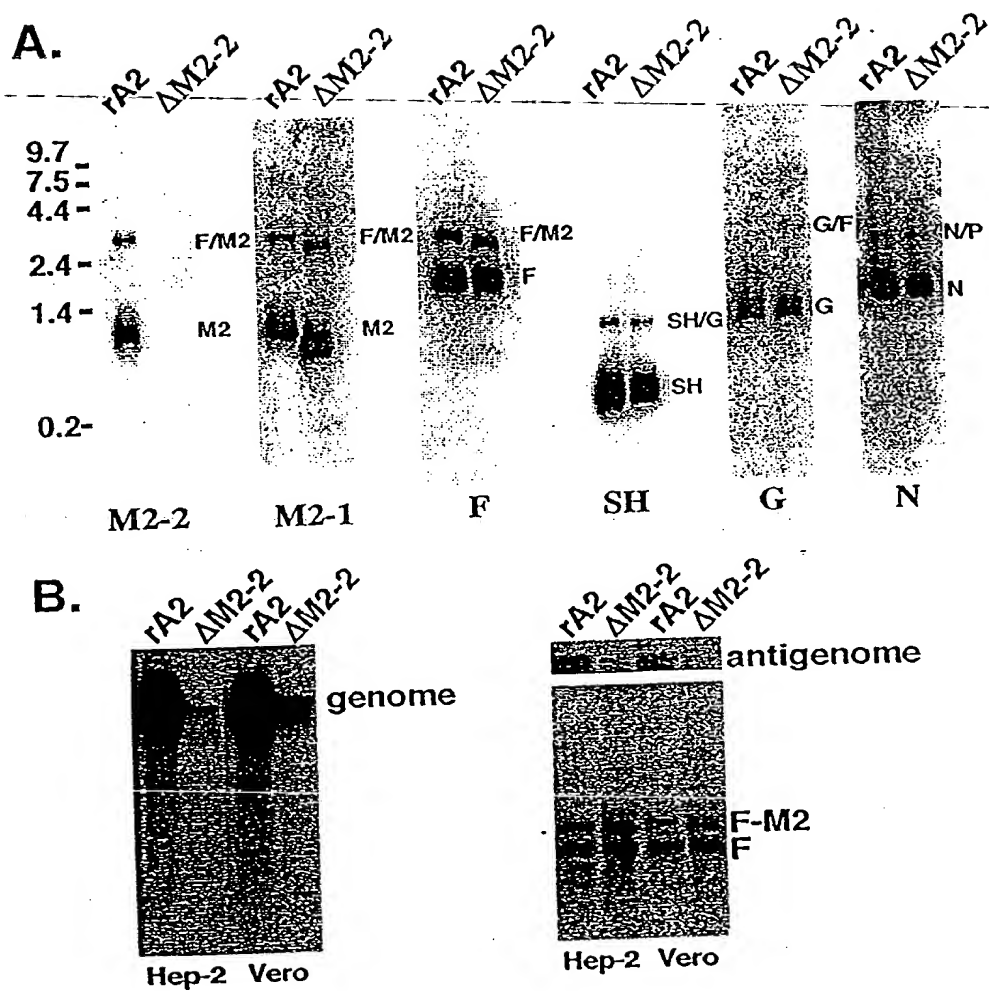 A.
rA2 ΔM2-2 rA2 ΔM2-2 rA2 ΔM2-2 rA2 ΔM2-2 rA2 ΔM2-2 rA2 ΔM2-2
9.7
7.5
4.4
2.4
1.4
0.2
F/M2 F/M2 F/M2 G/F N/P
F N
M2 M2 SH/G G
SH
M2-2 M2-1 F SH G N
B.
rA2 ΔM2-2 rA2 ΔM2-2 rA2 ΔM2-2 rA2 ΔM2-2
genome antigenome
F-M2
F
Hep-2 Vero Hep-2 Vero